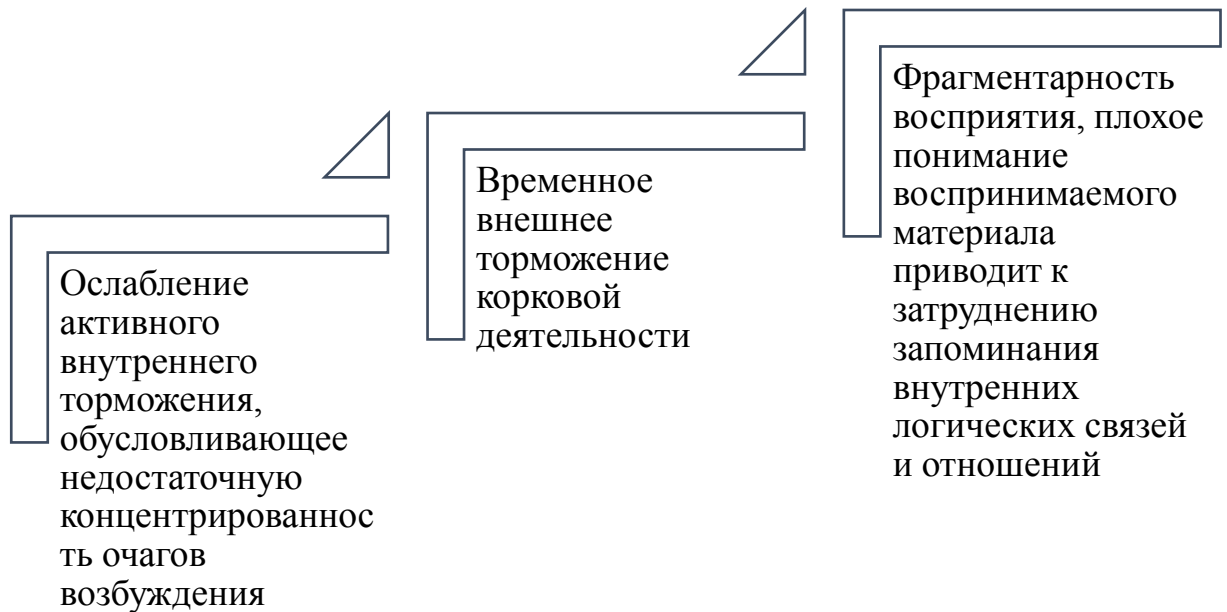 Ослабление
активного
внутреннего
торможения,
обусловливающее
недостаточную
концентрированнос
ть очагов
возбуждения
Временное
внешнее
торможение
корковой
деятельности
Фрагментарность
восприятия, плохое
понимание
воспринимаемого
материала
приводит к
затруднению
запоминания
внутренних
логических связей
и отношений